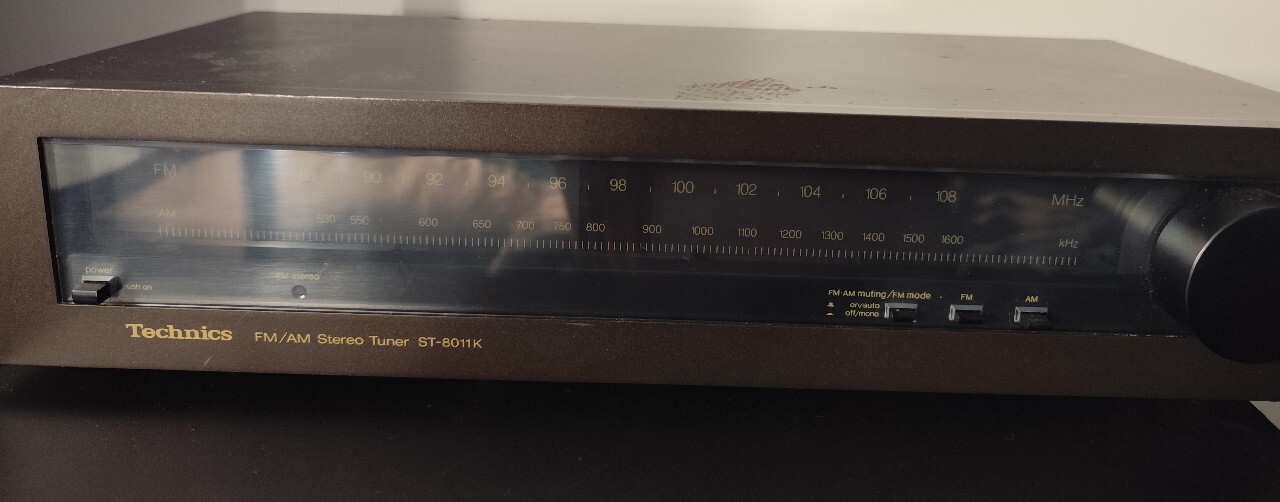 FM 90 92 94 96 98 100 102 104 106 108 MHz
AM 530 550 600 650 700 750 800 900 1000 1100 1200 1300 1400 1500 1600 kHz
power
push on
FM stereo
FM·AM muting/FM mode
on/auto
off/mono
FM
AM
Technics FM/AM Stereo Tuner ST-8011K